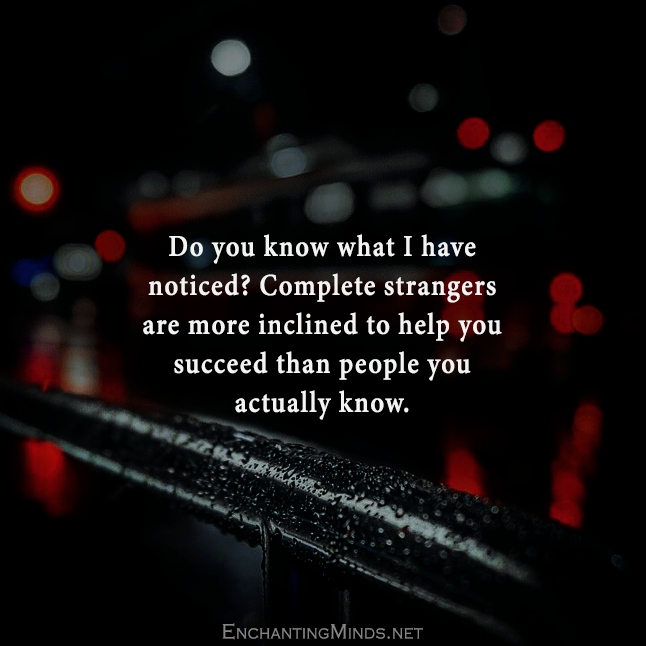 Do you know what I have
noticed? Complete strangers
are more inclined to help you
succeed than people you
actually know.
EnchantingMinds.net